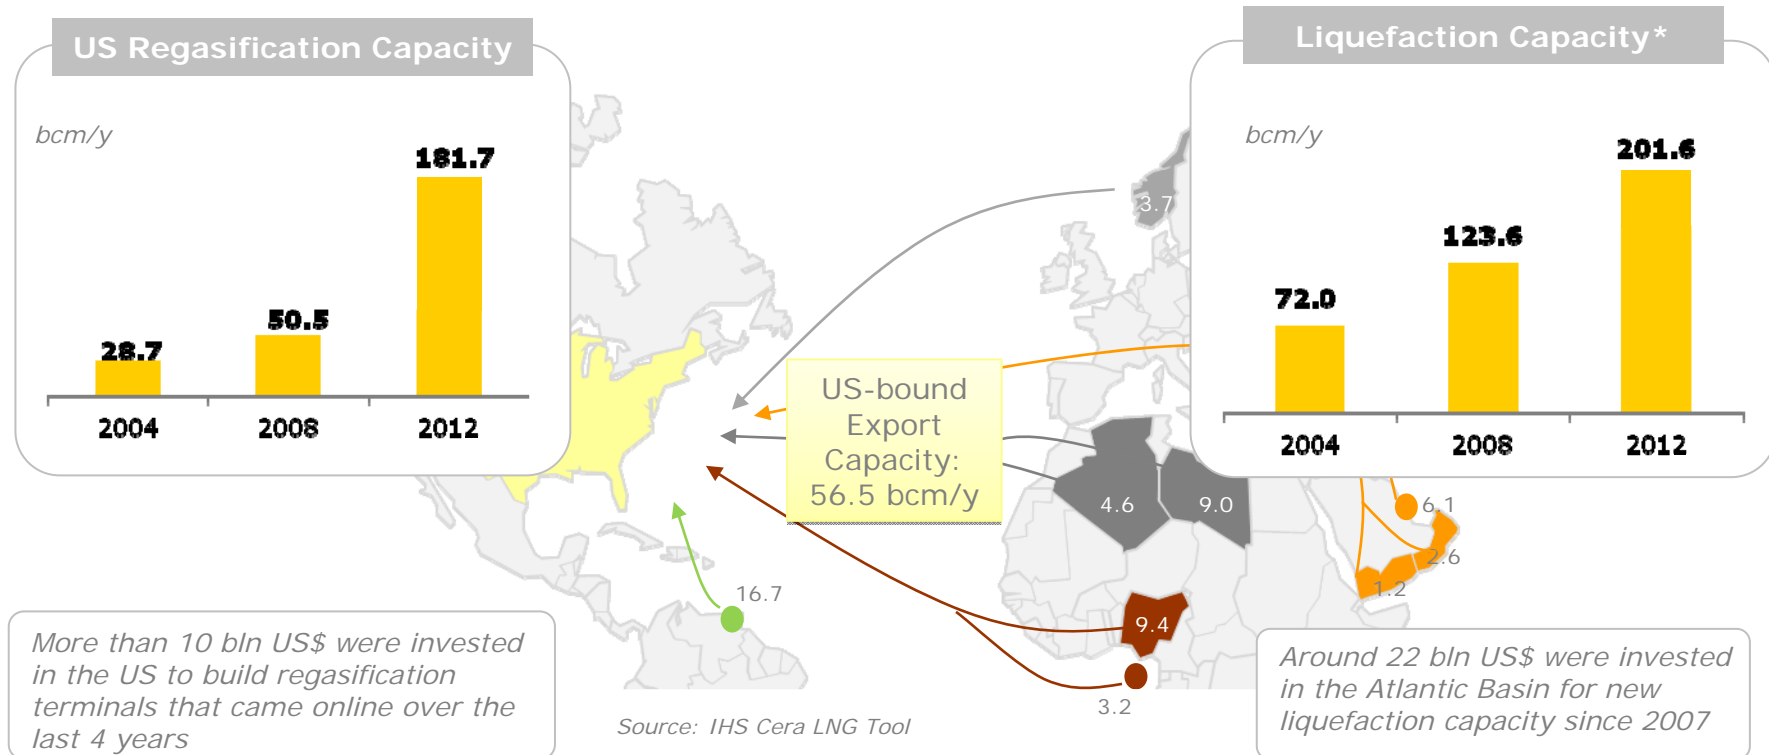 US Regasification Capacity
bcm/y
28.7
50.5
181.7
2004
2008
2012
Liquefaction Capacity*
bcm/y
72.0
123.6
201.6
2004
2008
2012
3.7
US-bound
Export
Capacity:
56.5 bcm/y
4.6
9.0
6.1
2.6
1.2
16.7
9.4
3.2
More than 10 bln US$ were invested
in the US to build regasification
terminals that came online over the
last 4 years
Source: IHS Cera LNG Tool
Around 22 bln US$ were invested
in the Atlantic Basin for new
liquefaction capacity since 2007